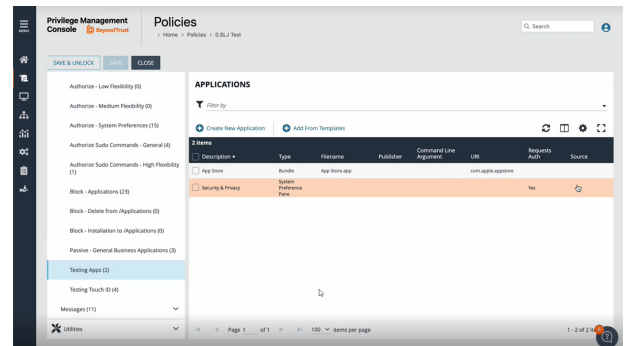 Privilege Management
Console BeyondTrust
Policies
> Home > Policies > 0.SLJ Test
Search
MENU
SAVE & UNLOCK SAVE CLOSE
Authorize - Low Flexibility (0)
Authorize - Medium Flexibility (0)
Authorize - System Preferences (15)
Authorize Sudo Commands - General (4)
Authorize Sudo Commands - High Flexibility
(1)
Block - Applications (23)
Block - Delete from /Applications (0)
Block - Installation to /Applications (0)
Passive - General Business Applications (3)
Testing Apps (2)
Testing Touch ID (4)
Messages (11)
Utilities
APPLICATIONS
Filter by
Create New Application Add From Templates
2 items
Description Type Filename Publisher Command Line Argument URI Requests Auth Source
App Store Bundle App Store.app com.apple.appstore
Security & Privacy System Preference Pane Yes
Page 1 of 1 100 items per page
1 - 2 of 2